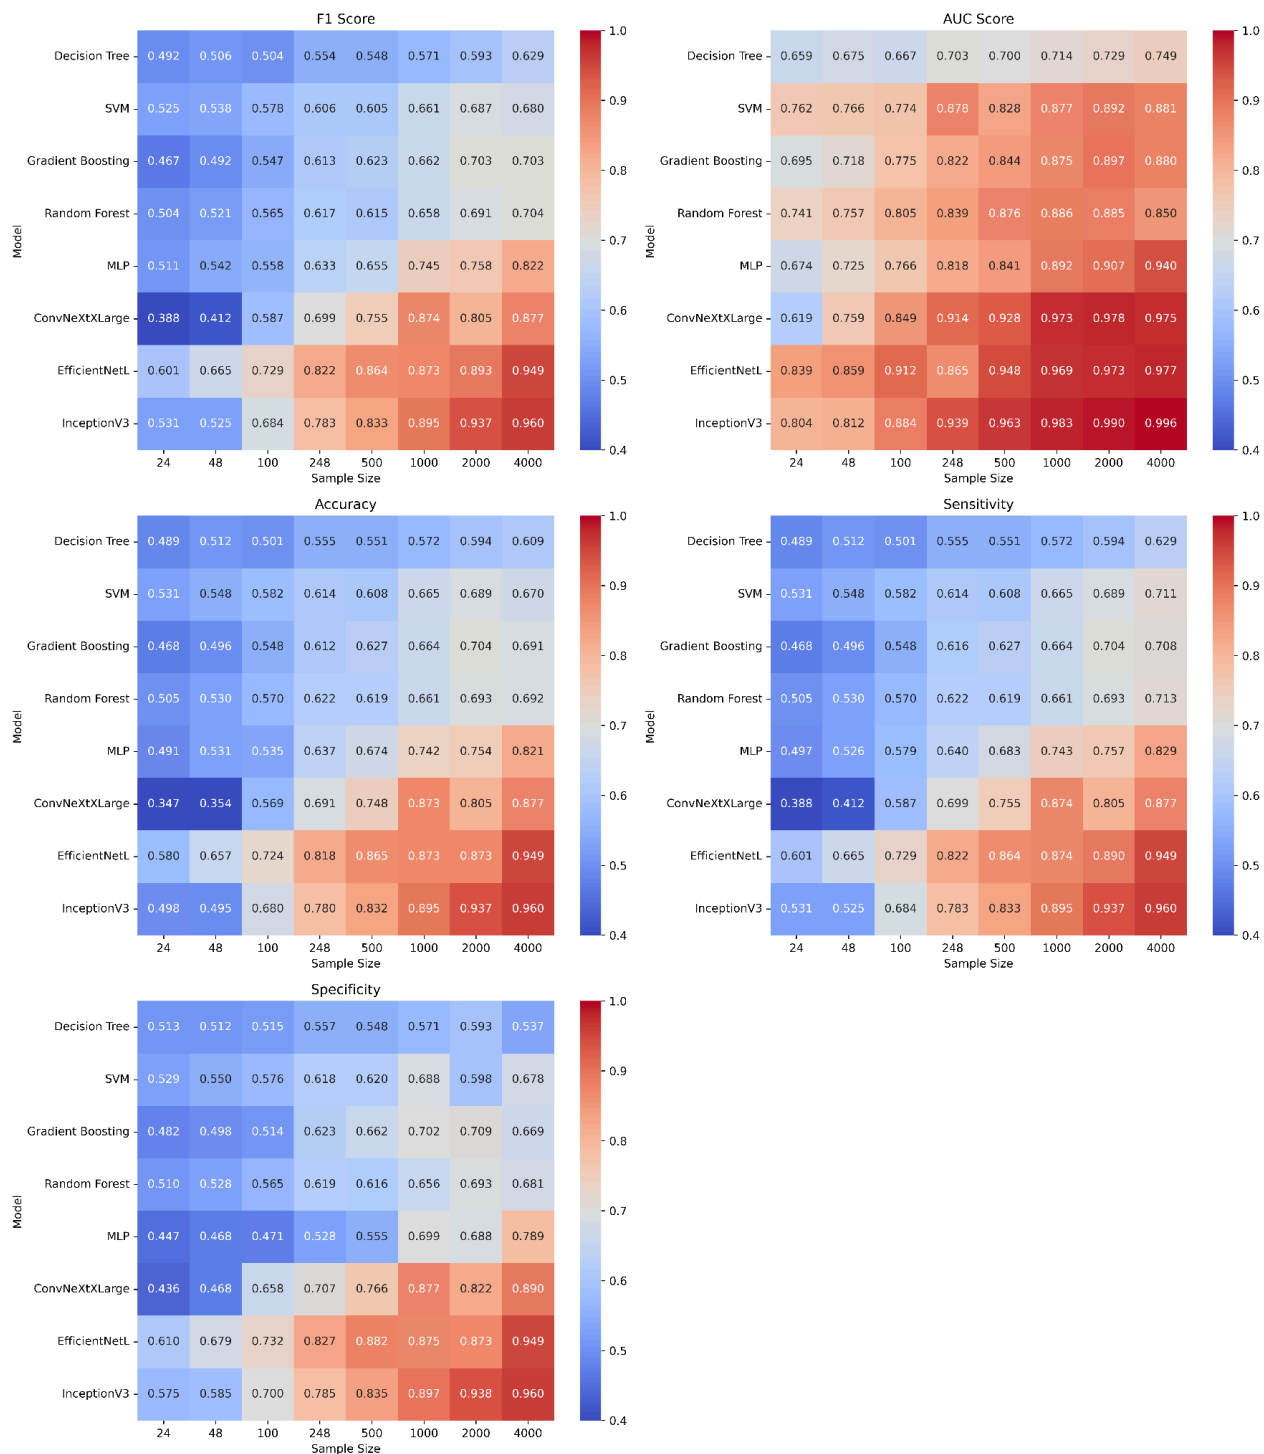 F1 Score
Model
Decision Tree 0.492 0.506 0.504 0.554 0.548 0.571 0.593 0.629
SVM 0.525 0.538 0.578 0.606 0.605 0.661 0.687 0.680
Gradient Boosting 0.467 0.492 0.547 0.613 0.623 0.662 0.703 0.703
Random Forest 0.504 0.521 0.565 0.617 0.615 0.658 0.691 0.704
MLP 0.511 0.542 0.558 0.633 0.655 0.745 0.758 0.822
ConvNeXtXLarge 0.388 0.412 0.587 0.699 0.755 0.874 0.805 0.877
EfficientNetL 0.601 0.665 0.729 0.822 0.864 0.873 0.893 0.949
InceptionV3 0.531 0.525 0.684 0.783 0.833 0.895 0.937 0.960
24 48 100 248 500 1000 2000 4000
Sample Size
1.0
0.9
0.8
0.7
0.6
0.5
0.4
AUC Score
Model
Decision Tree 0.659 0.675 0.667 0.703 0.700 0.714 0.729 0.749
SVM 0.762 0.766 0.774 0.878 0.828 0.877 0.892 0.881
Gradient Boosting 0.695 0.718 0.775 0.822 0.844 0.875 0.897 0.880
Random Forest 0.741 0.757 0.805 0.839 0.876 0.886 0.885 0.850
MLP 0.674 0.725 0.766 0.818 0.841 0.892 0.907 0.940
ConvNeXtXLarge 0.619 0.759 0.849 0.914 0.928 0.973 0.978 0.975
EfficientNetL 0.839 0.859 0.912 0.865 0.948 0.969 0.973 0.977
InceptionV3 0.804 0.812 0.884 0.939 0.963 0.983 0.990 0.996
24 48 100 248 500 1000 2000 4000
Sample Size
1.0
0.9
0.8
0.7
0.6
0.5
0.4
Accuracy
Model
Decision Tree 0.489 0.512 0.501 0.555 0.551 0.572 0.594 0.609
SVM 0.531 0.548 0.582 0.614 0.608 0.665 0.689 0.670
Gradient Boosting 0.468 0.496 0.548 0.612 0.627 0.664 0.704 0.691
Random Forest 0.505 0.530 0.570 0.622 0.619 0.661 0.693 0.692
MLP 0.491 0.531 0.535 0.637 0.674 0.742 0.754 0.821
ConvNeXtXLarge 0.347 0.354 0.569 0.691 0.748 0.873 0.805 0.877
EfficientNetL 0.580 0.657 0.724 0.818 0.865 0.873 0.873 0.949
InceptionV3 0.498 0.495 0.680 0.780 0.832 0.895 0.937 0.960
24 48 100 248 500 1000 2000 4000
Sample Size
1.0
0.9
0.8
0.7
0.6
0.5
0.4
Sensitivity
Model
Decision Tree 0.489 0.512 0.501 0.555 0.551 0.572 0.594 0.629
SVM 0.531 0.548 0.582 0.614 0.608 0.665 0.689 0.711
Gradient Boosting 0.468 0.496 0.548 0.616 0.627 0.664 0.704 0.708
Random Forest 0.505 0.530 0.570 0.622 0.619 0.661 0.693 0.713
MLP 0.497 0.526 0.579 0.640 0.683 0.743 0.757 0.829
ConvNeXtXLarge 0.388 0.412 0.587 0.699 0.755 0.874 0.805 0.877
EfficientNetL 0.601 0.665 0.729 0.822 0.864 0.874 0.890 0.949
InceptionV3 0.531 0.525 0.684 0.783 0.833 0.895 0.937 0.960
24 48 100 248 500 1000 2000 4000
Sample Size
1.0
0.9
0.8
0.7
0.6
0.5
0.4
Specificity
Model
Decision Tree 0.513 0.512 0.515 0.557 0.548 0.571 0.593 0.537
SVM 0.529 0.550 0.576 0.618 0.620 0.688 0.598 0.678
Gradient Boosting 0.482 0.498 0.514 0.623 0.662 0.702 0.709 0.669
Random Forest 0.510 0.528 0.565 0.619 0.616 0.656 0.693 0.681
MLP 0.447 0.468 0.471 0.528 0.555 0.699 0.688 0.789
ConvNeXtXLarge 0.436 0.468 0.658 0.707 0.766 0.877 0.822 0.890
EfficientNetL 0.610 0.679 0.732 0.827 0.882 0.875 0.873 0.949
InceptionV3 0.575 0.585 0.700 0.785 0.835 0.897 0.938 0.960
24 48 100 248 500 1000 2000 4000
Sample Size
1.0
0.9
0.8
0.7
0.6
0.5
0.4